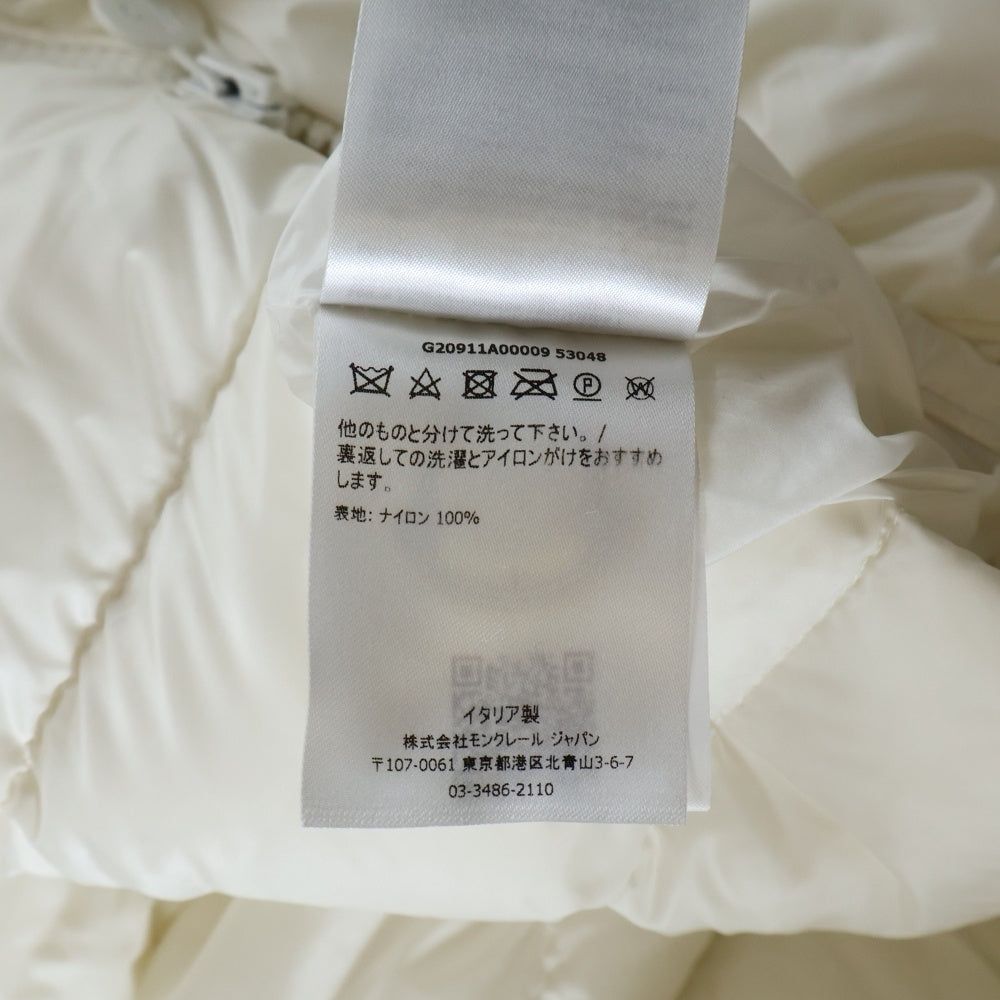 G20911A00009 53048
P W
他のものと分けて洗って下さい。/
裏返しての洗濯とアイロンがけをおすすめ
します。
表地: ナイロン 100%
イタリア製
株式会社モンクレール ジャパン
〒107-0061 東京都港区北青山3-6-7
03-3486-2110